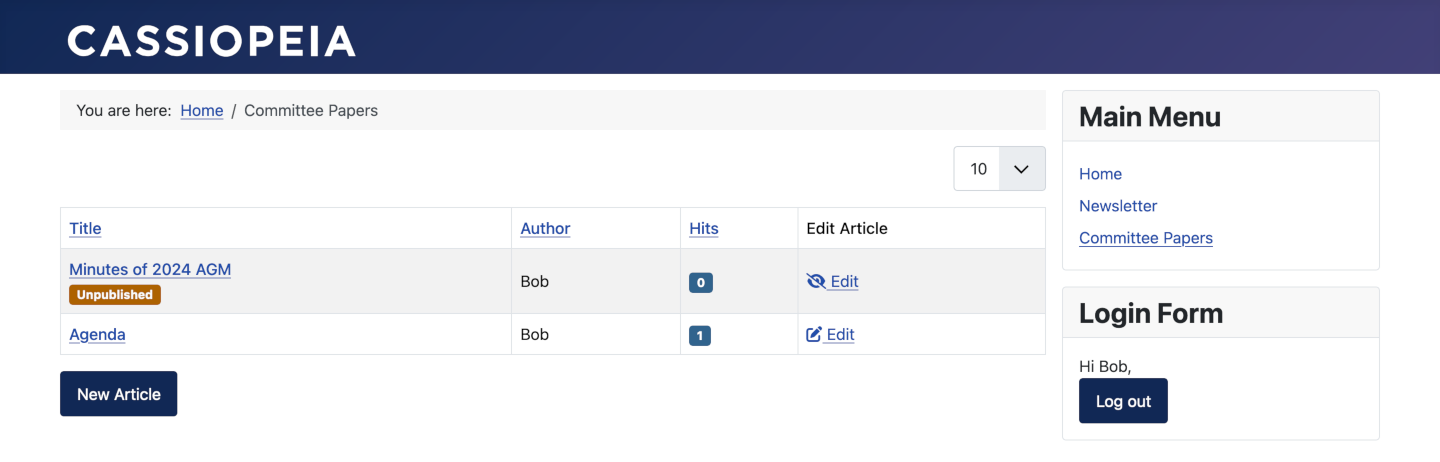 CASSIOPEIA
You are here: Home / Committee Papers
10
Title Author Hits Edit Article
Minutes of 2024 AGM Bob 0 Edit
Unpublished
Agenda Bob 1 Edit
New Article
Main Menu
Home
Newsletter
Committee Papers
Login Form
Hi Bob,
Log out